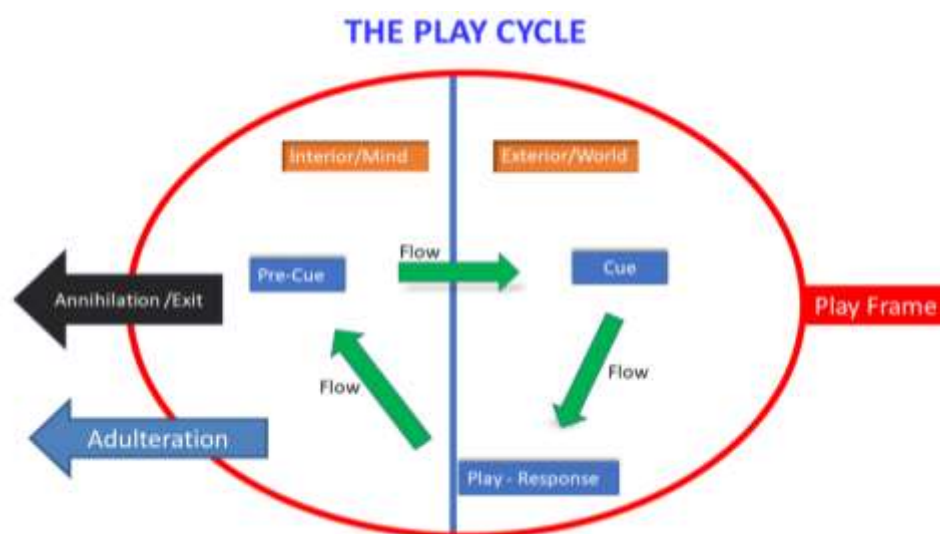 THE PLAY CYCLE
Interior/Mind
Exterior/World
Flow
Pre-Cue
Cue
Annihilation /Exit
Play Frame
Flow
Flow
Adulteration
Play - Response